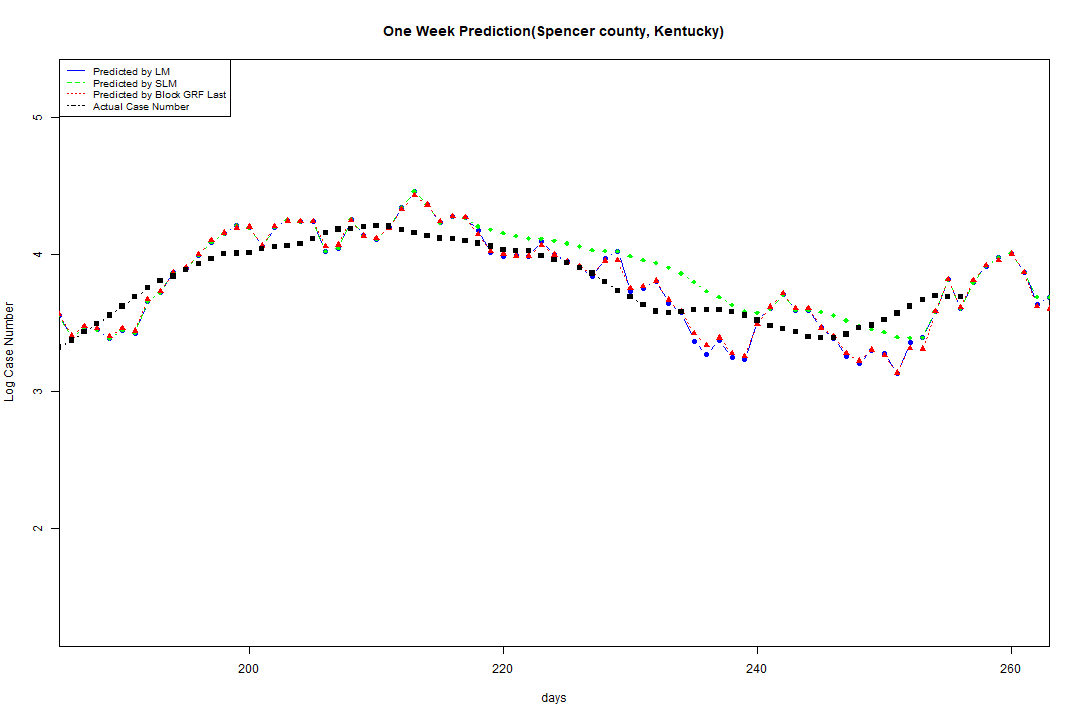 One Week Prediction(Spencer county, Kentucky)
Predicted by LM
Predicted by SLM
Predicted by Block GRF Last
Actual Case Number
5
4
3
2
Log Case Number
200
220
240
260
days